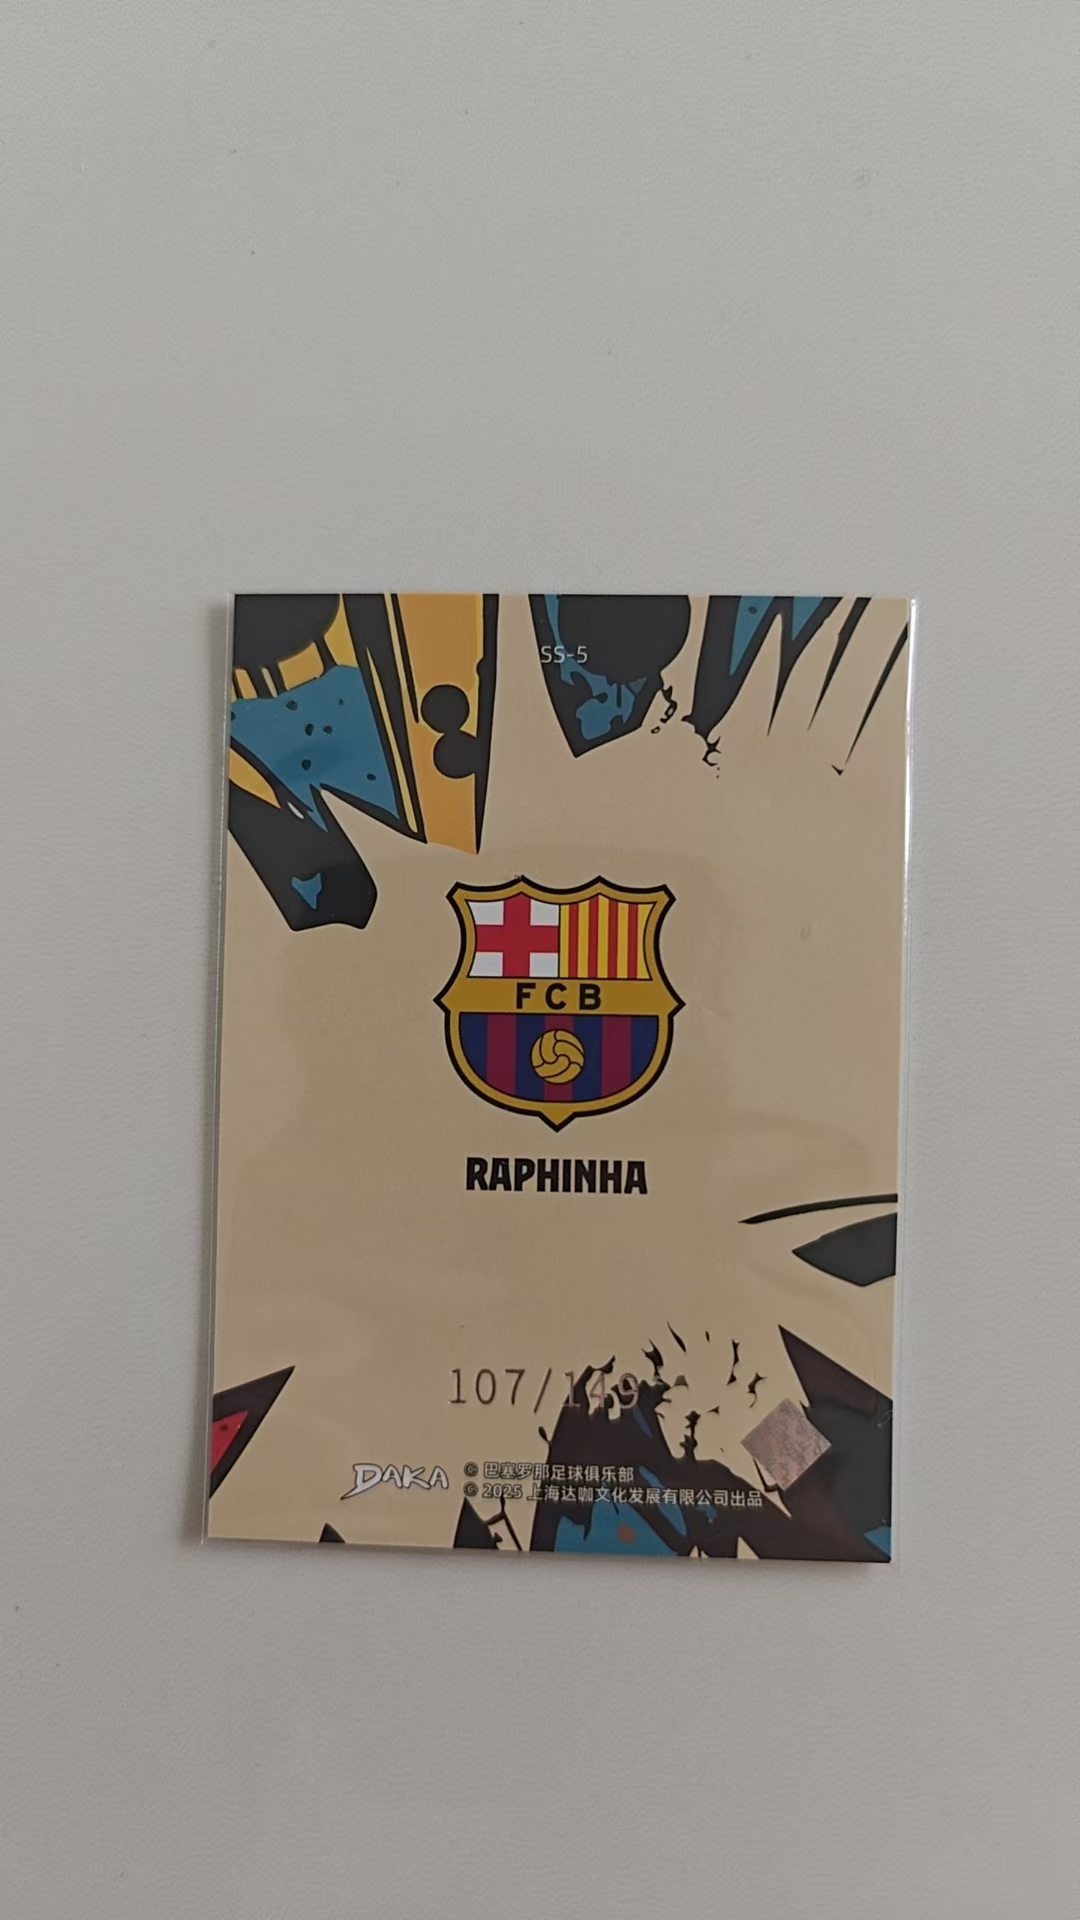 SS-5
FCB
RAPHINHA
107/149
DAKA
© 巴塞罗那足球俱乐部
© 2025 上海达咖文化发展有限公司出品